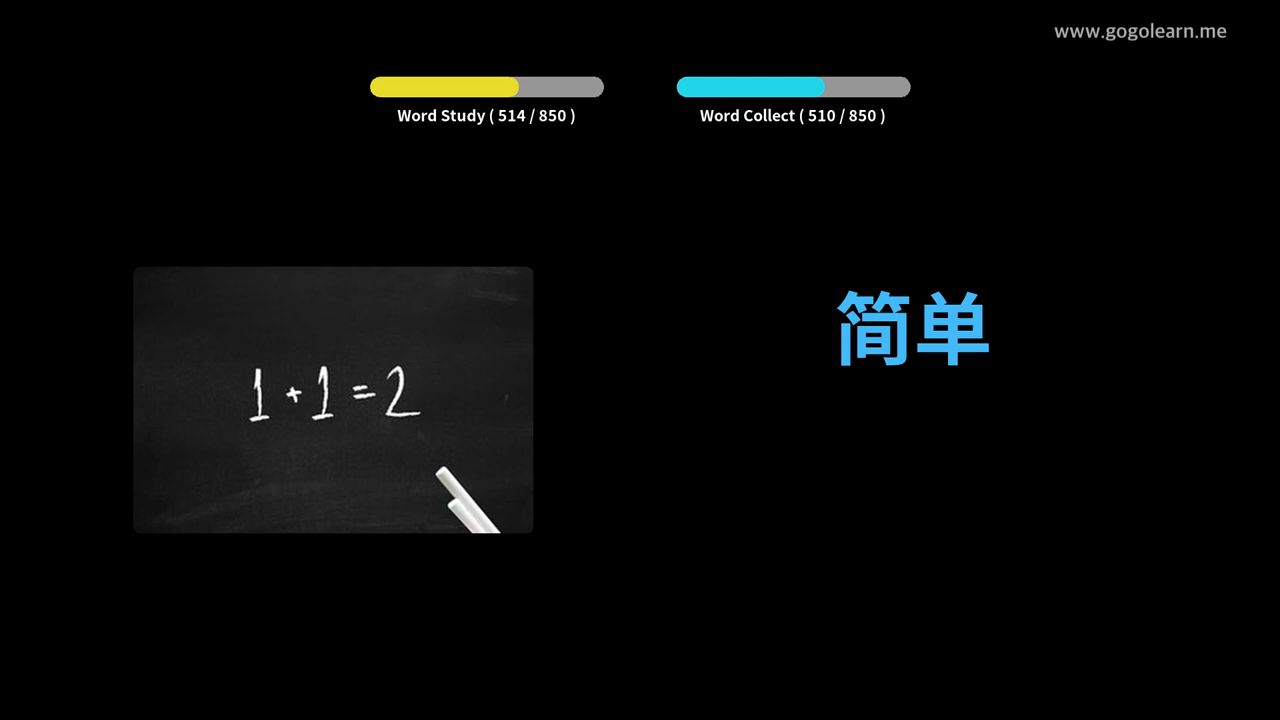 www.gogolearn.me
Word Study ( 514 / 850 )
Word Collect ( 510 / 850 )
简单
1 + 1 = 2